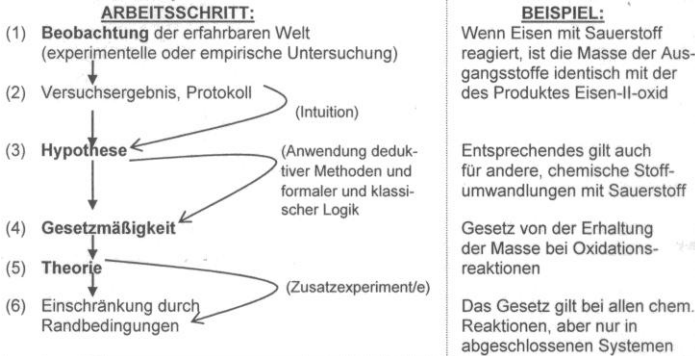 ARBEITSSCHRITT:
(1) Beobachtung der erfahrbaren Welt
(experimentelle oder empirische Untersuchung)
(2) Versuchsergebnis, Protokoll
(Intuition)
(3) Hypothese
(Anwendung deduk-
tiver Methoden und
formaler und klassi-
scher Logik
(4) Gesetzmäßigkeit
(5) Theorie
(Zusatzexperiment/e)
(6) Einschränkung durch
Randbedingungen
BEISPIEL:
Wenn Eisen mit Sauerstoff
reagiert, ist die Masse der Aus-
gangsstoffe identisch mit der
des Produktes Eisen-II-oxid
Entsprechendes gilt auch
für andere, chemische Stoff-
umwandlungen mit Sauerstoff
Gesetz von der Erhaltung
der Masse bei Oxidations-
reaktionen
Das Gesetz gilt bei allen chem.
Reaktionen, aber nur in
abgeschlossenen Systemen